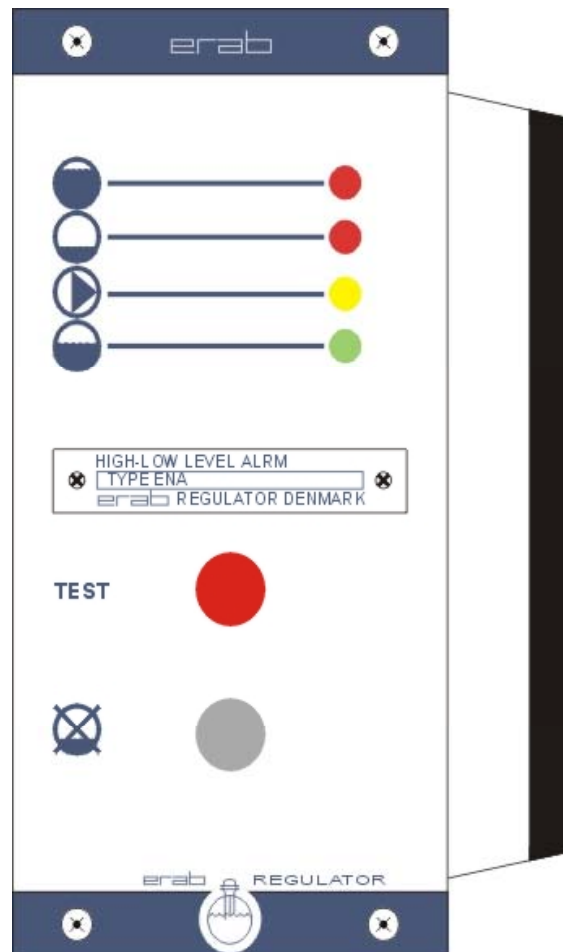 erab
HIGH-LOW LEVEL ALRM
TYPE ENA
erab REGULATOR DENMARK
TEST
erab REGULATOR